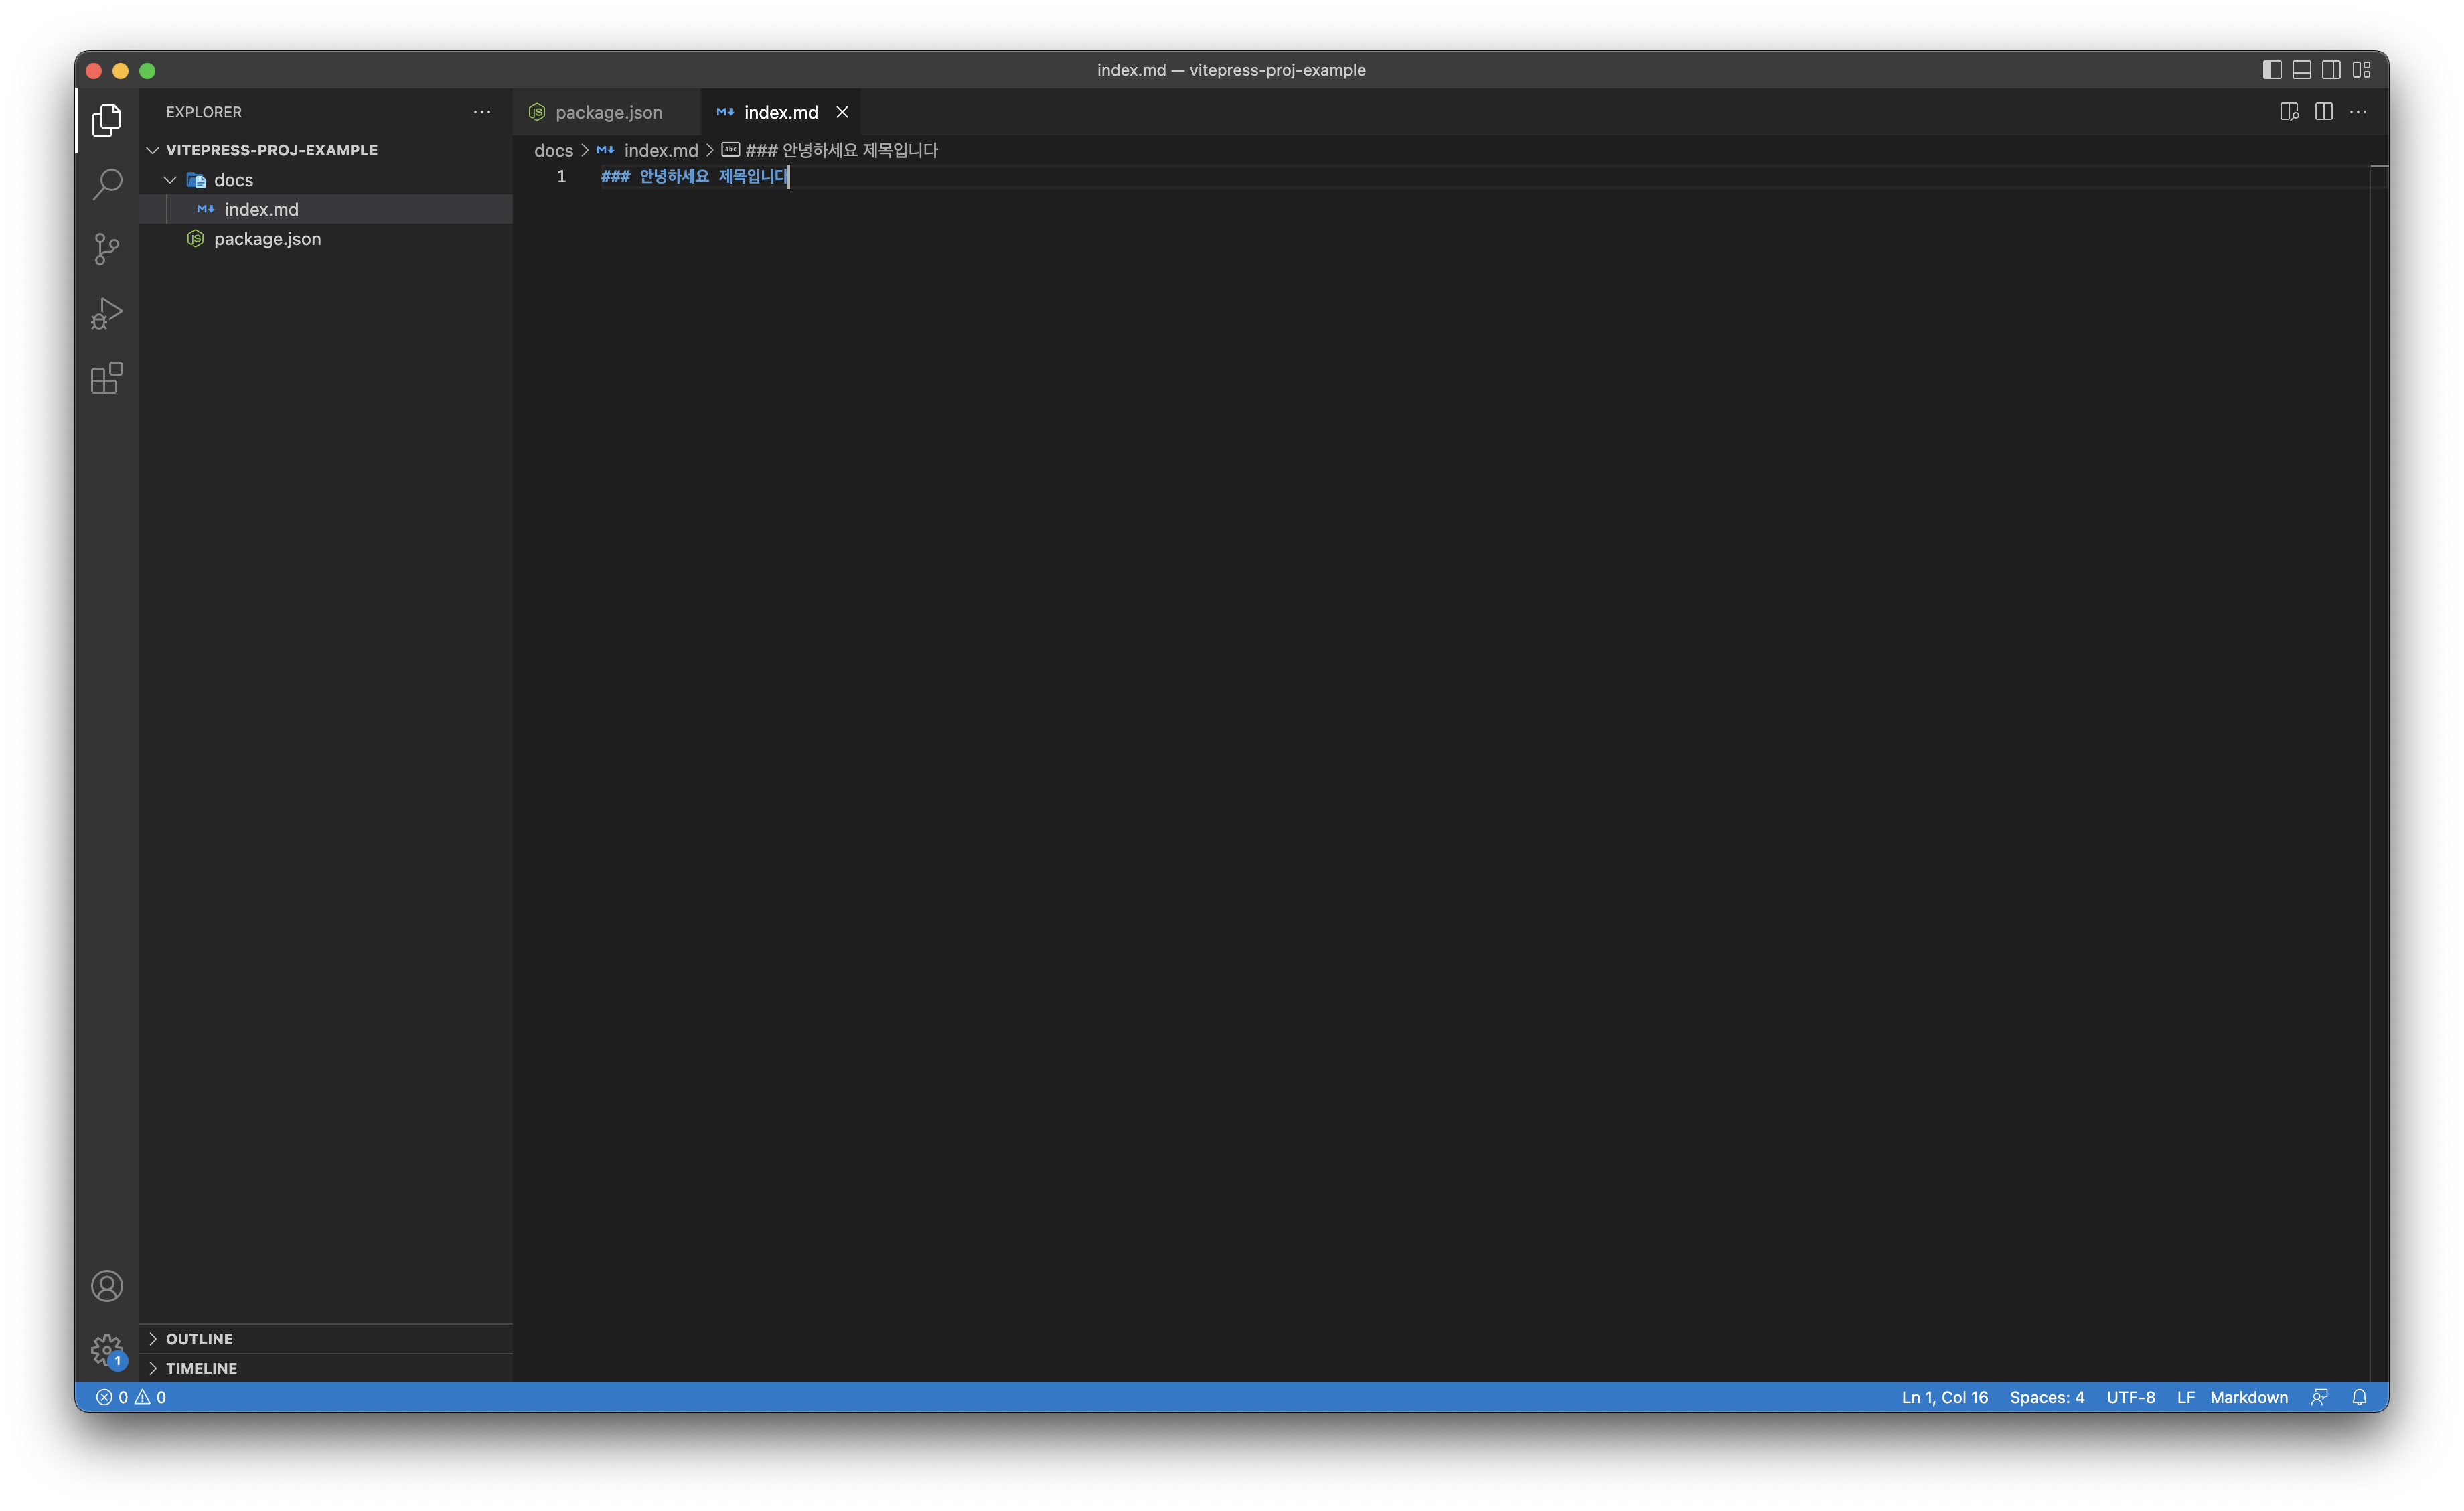 index.md — vitepress-proj-example
EXPLORER
VITEPRESS-PROJ-EXAMPLE
docs
index.md
package.json
OUTLINE
TIMELINE
package.json
index.md
docs > index.md > ### 안녕하세요 제목입니다
1 ### 안녕하세요 제목입니다
1
0 0
Ln 1, Col 16 Spaces: 4 UTF-8 LF Markdown